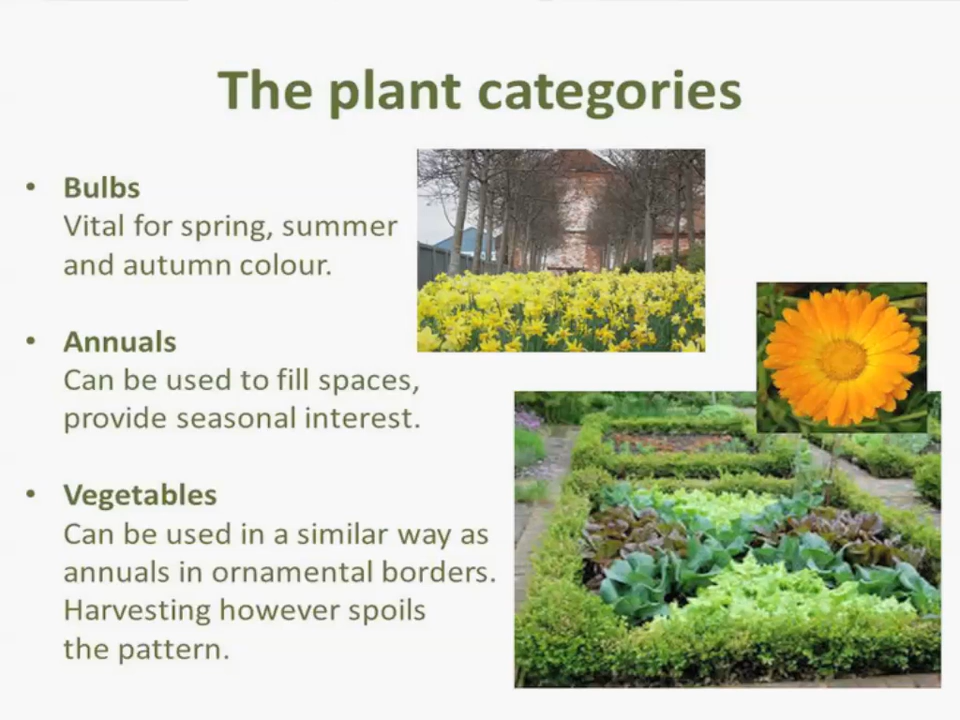 The plant categories
• Bulbs
Vital for spring, summer
and autumn colour.
• Annuals
Can be used to fill spaces,
provide seasonal interest.
• Vegetables
Can be used in a similar way as
annuals in ornamental borders.
Harvesting however spoils
the pattern.